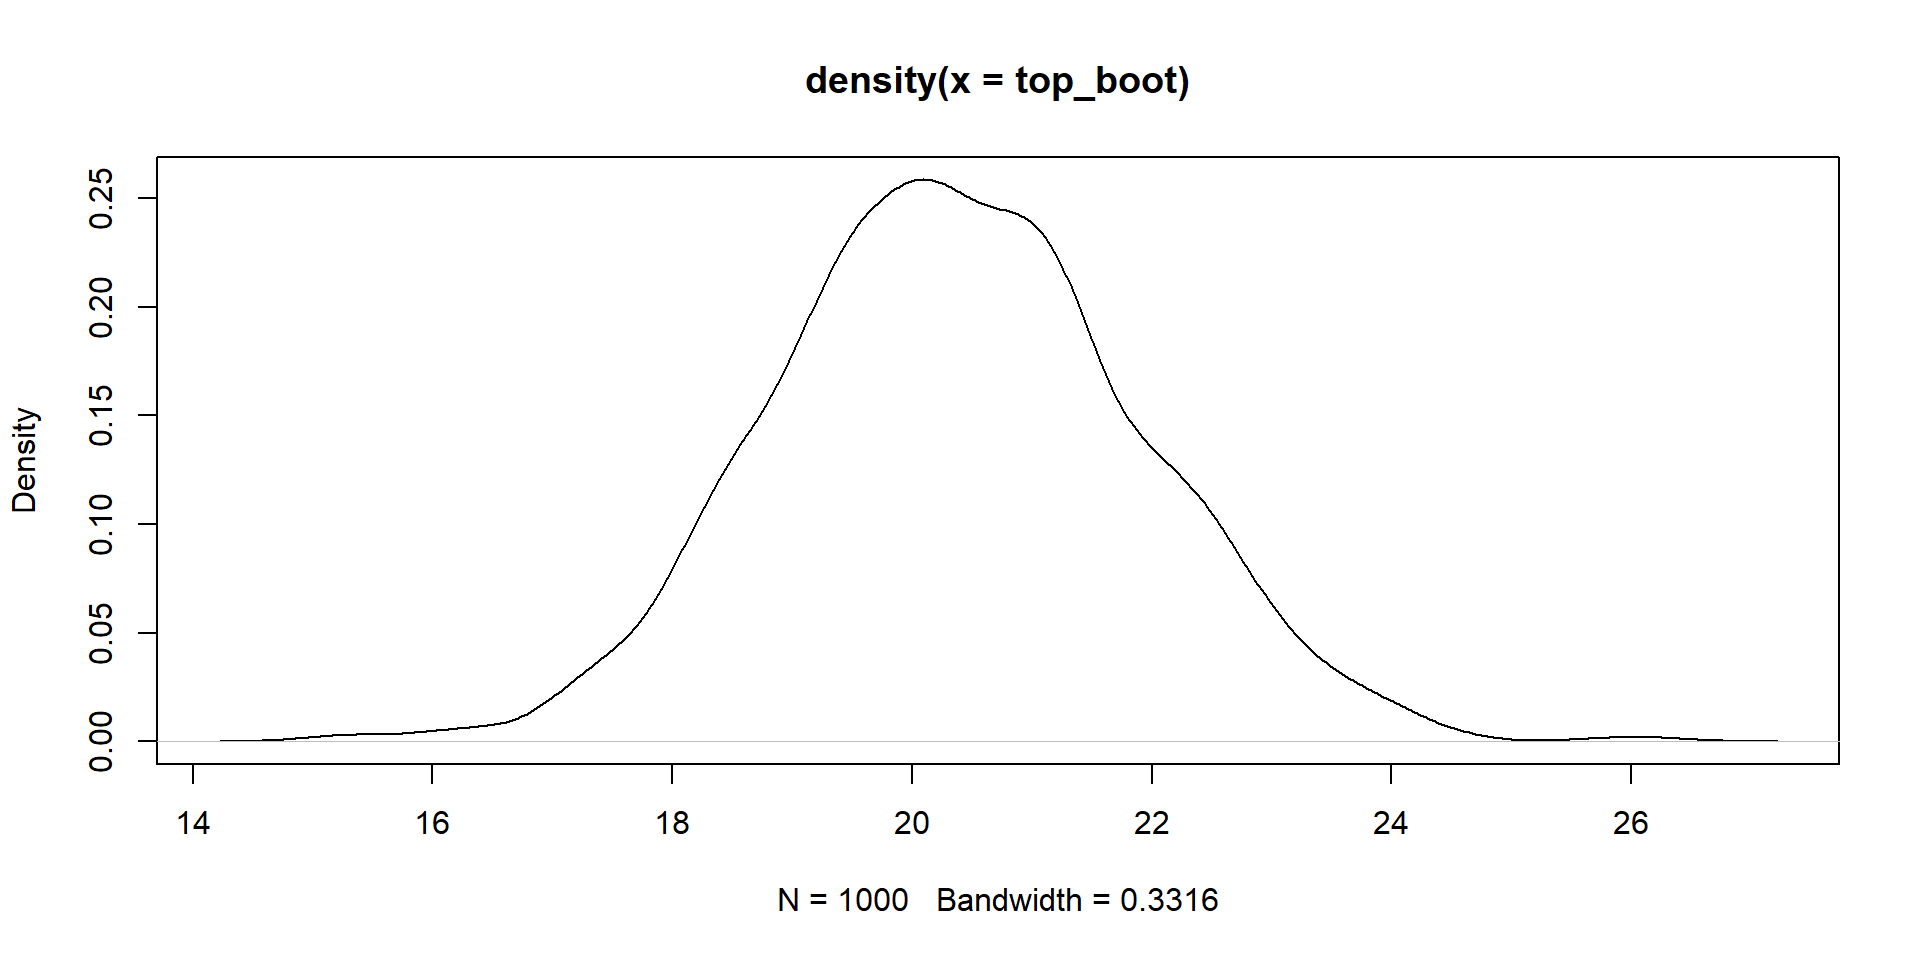 density(x = top_boot)
Density
0.25
0.20
0.15
0.10
0.05
0.00
14 16 18 20 22 24 26
N = 1000 Bandwidth = 0.3316